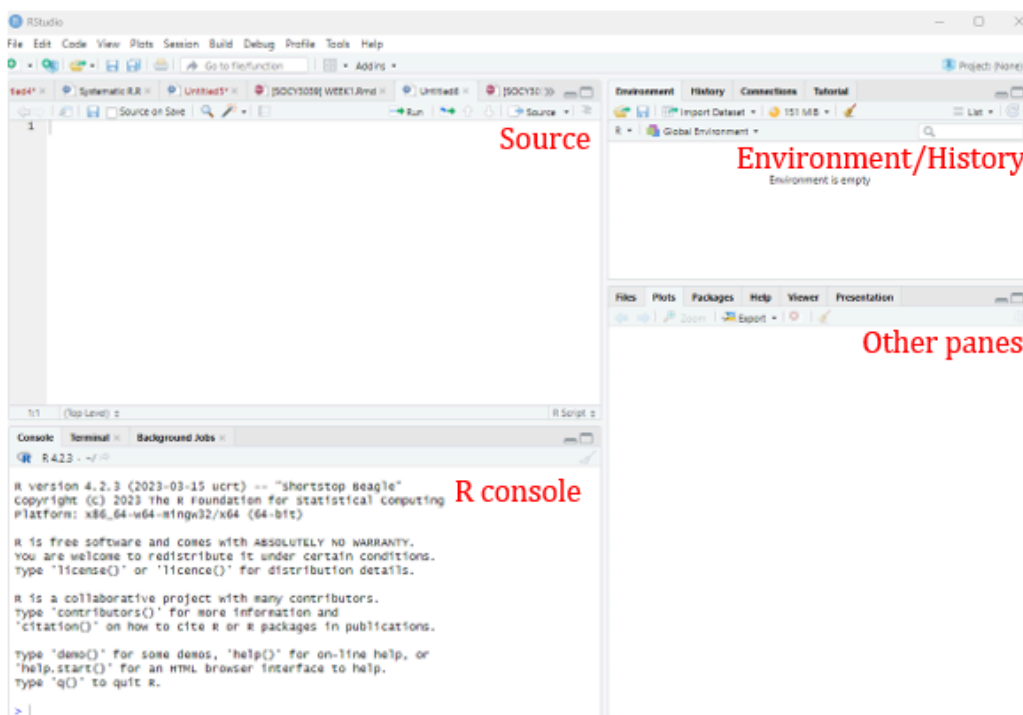 RStudio
File Edit Code View Plots Session Build Debug Profile Tools Help
Go to file/function Addins Project: (None)
Systematic R.R Untitled5* [SOCY3039] WEEK1.Rmd Untitled6
Source on Save Run Source
1
Source
1:1 (Top Level) R Script
Environment History Connections Tutorial
Import Dataset 151 MiB List
R Global Environment
Environment/History
Environment is empty
Files Plots Packages Help Viewer Presentation
Zoom Export
Other panes
Console Terminal Background Jobs
R 4.2.3 · ~/
R console
R version 4.2.3 (2023-03-15 ucrt) -- "Shortstop Beagle"
Copyright (C) 2023 The R Foundation for Statistical Computing
Platform: x86_64-w64-mingw32/x64 (64-bit)
R is free software and comes with ABSOLUTELY NO WARRANTY.
You are welcome to redistribute it under certain conditions.
Type 'license()' or 'licence()' for distribution details.
R is a collaborative project with many contributors.
Type 'contributors()' for more information and
'citation()' on how to cite R or R packages in publications.
Type 'demo()' for some demos, 'help()' for on-line help, or
'help.start()' for an HTML browser interface to help.
Type 'q()' to quit R.
>